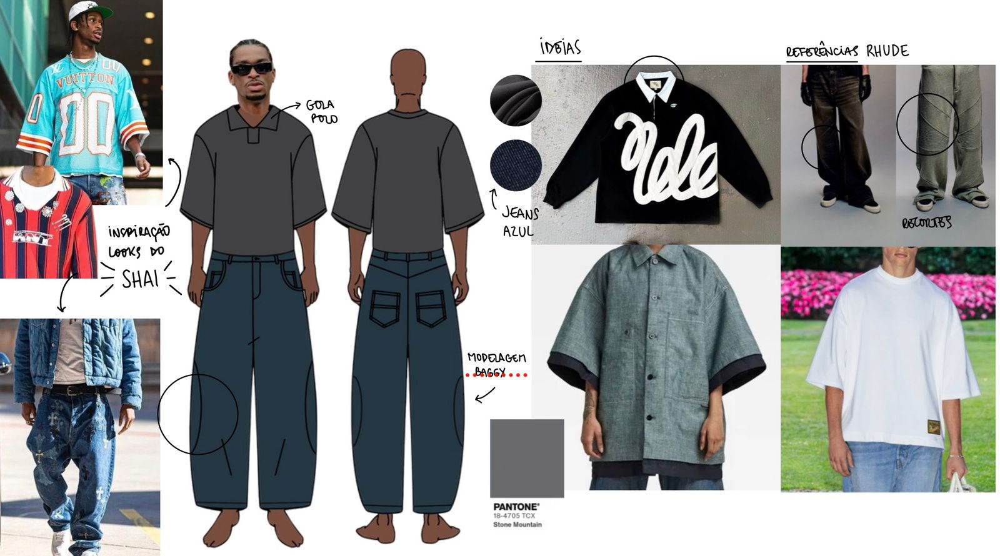 VUITTON
00
0
INSPIRAÇÃO
LOOKS DO
SHAI
GOLA
POLO
JEANS
AZUL
MODELAGEM
BAGGY
PANTONE®
18-4705 TCX
Stone Mountain
IDEIAS
REFERÊNCIAS RHUDE
RECORTES